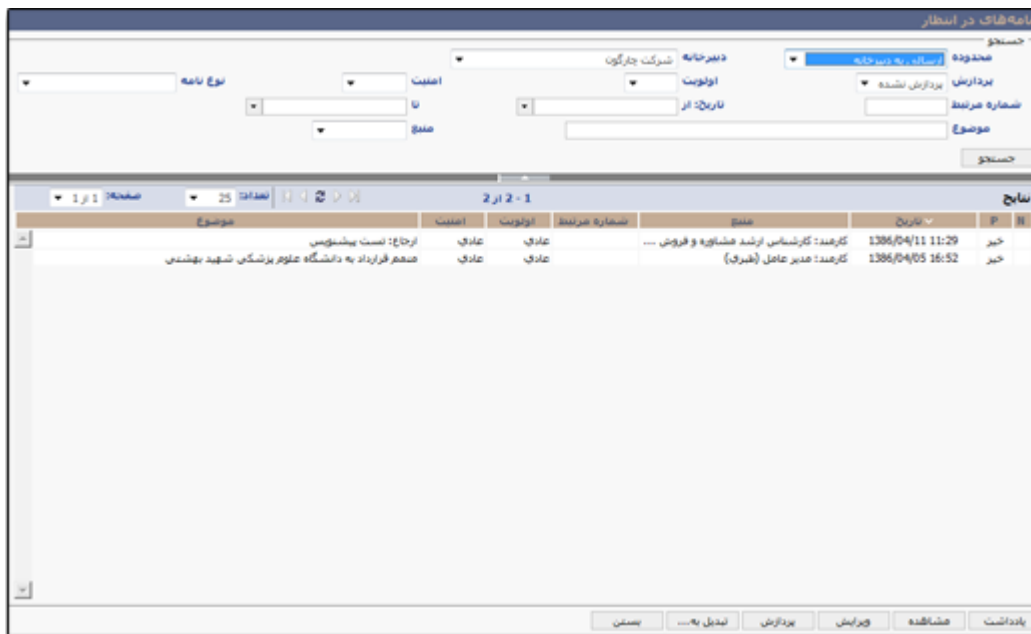 نامه‌های در انتظار
جستجو
محدوده ارسالی به دبیرخانه دبیرخانه شرکت چارگون
پردازش پردازش نشده اولویت امنیت نوع نامه
شماره مرتبط تاریخ: از تا
موضوع منبع
جستجو
نتایج 1 - 2 از 2 تعداد: 25 صفحه: 1 از 1
N P تاریخ منبع شماره مرتبط اولویت امنیت موضوع
خیر 1386/04/11 11:29 کارمند: کارشناس ارشد مشاوره و فروش .... عادي عادي ارجاع: تست پیشنویس
خیر 1386/04/05 16:52 کارمند: مدیر عامل (طبری) عادي عادي متمم قرارداد به دانشگاه علوم پزشکی شهید بهشتی
یادداشت مشاهده ویرایش پردازش تبدیل به.... بستن